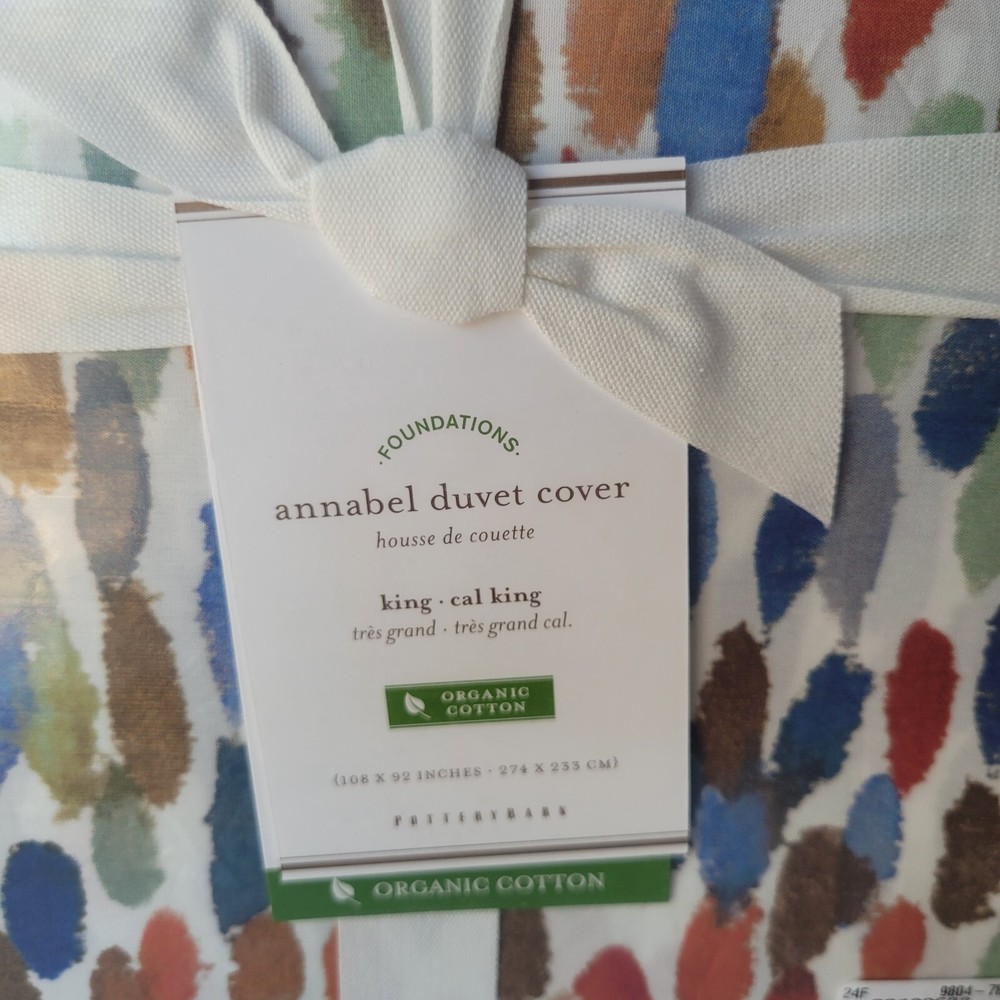 ·FOUNDATIONS·
annabel duvet cover
housse de couette
king · cal king
très grand · très grand cal.
ORGANIC
COTTON
(108 X 92 INCHES · 274 X 233 CM)
POTTERYBARN
ORGANIC COTTON
24F